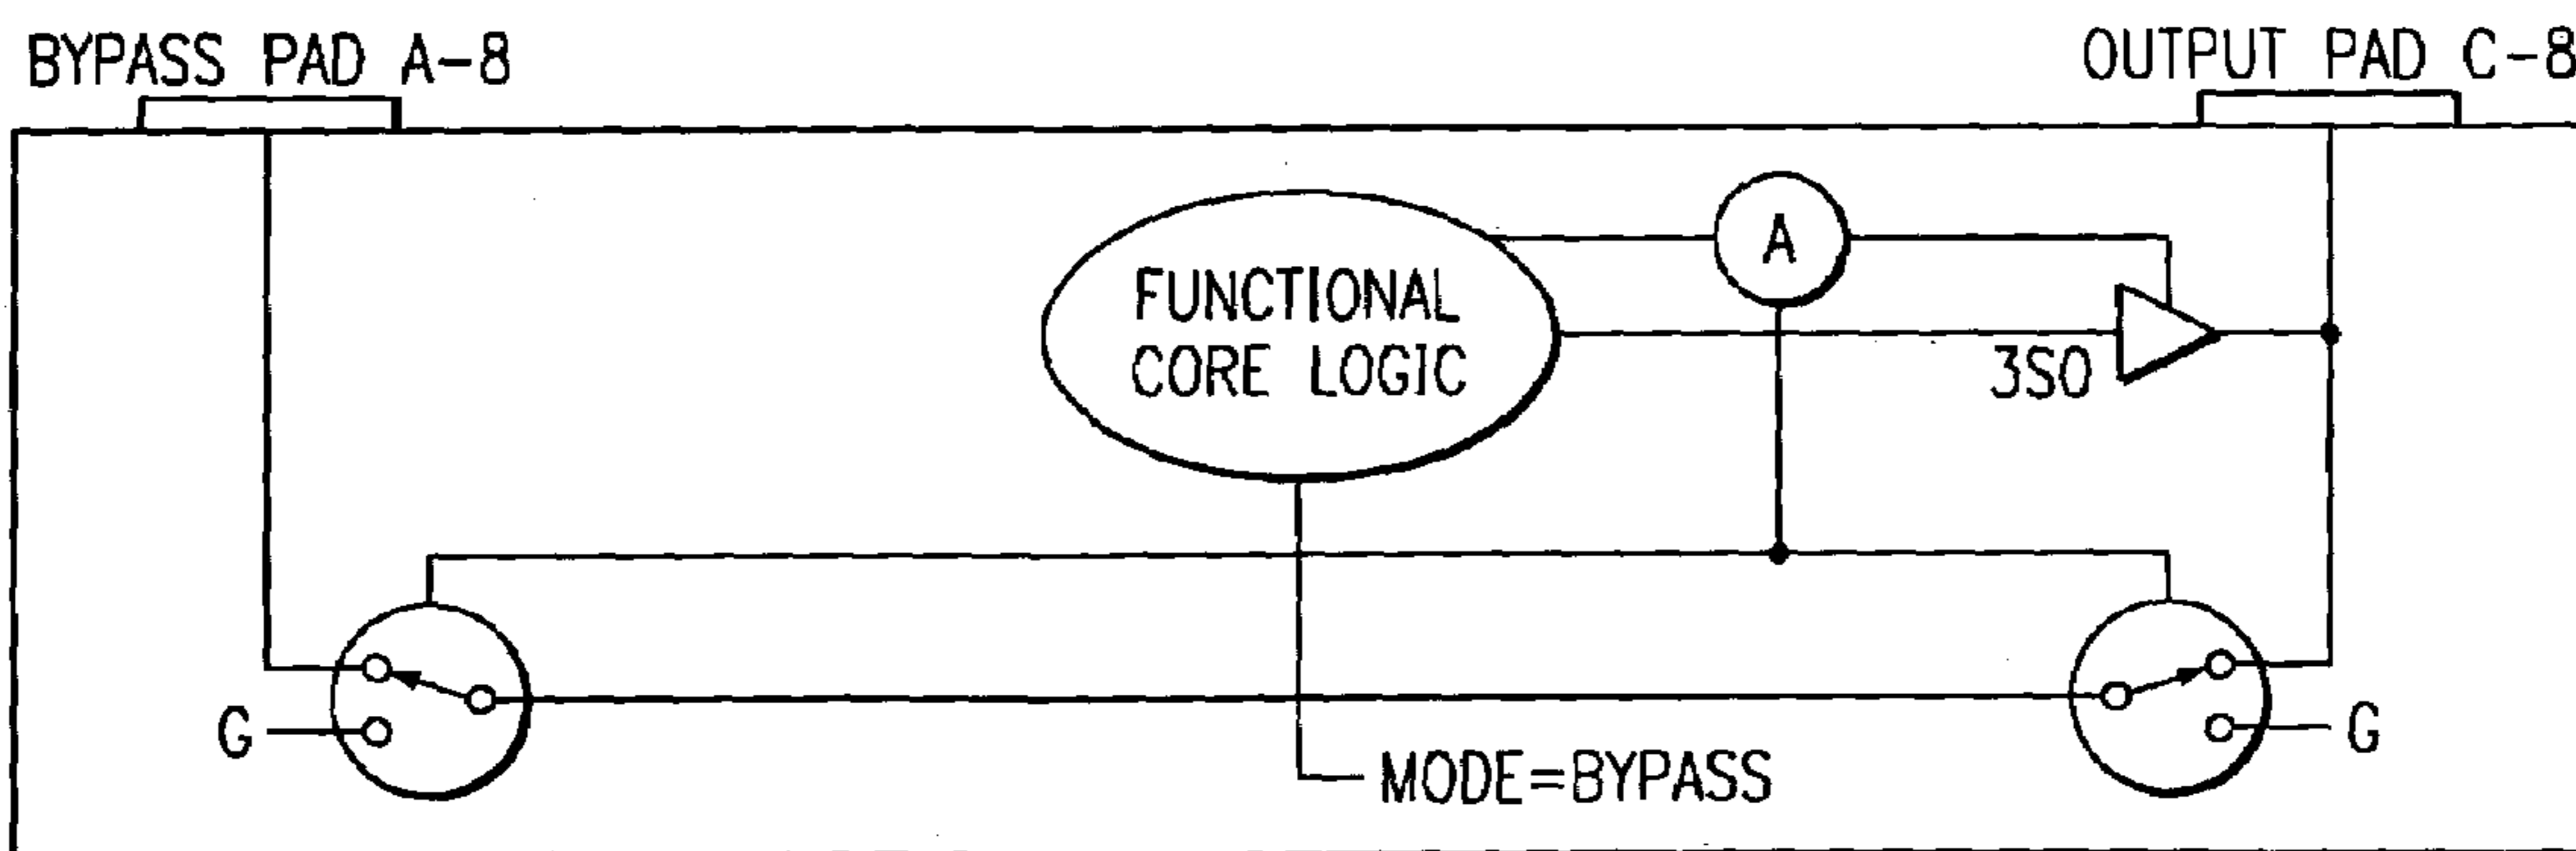 BYPASS PAD A-8
OUTPUT PAD C-8
A
FUNCTIONAL
CORE LOGIC
3SO
G
G
MODE=BYPASS